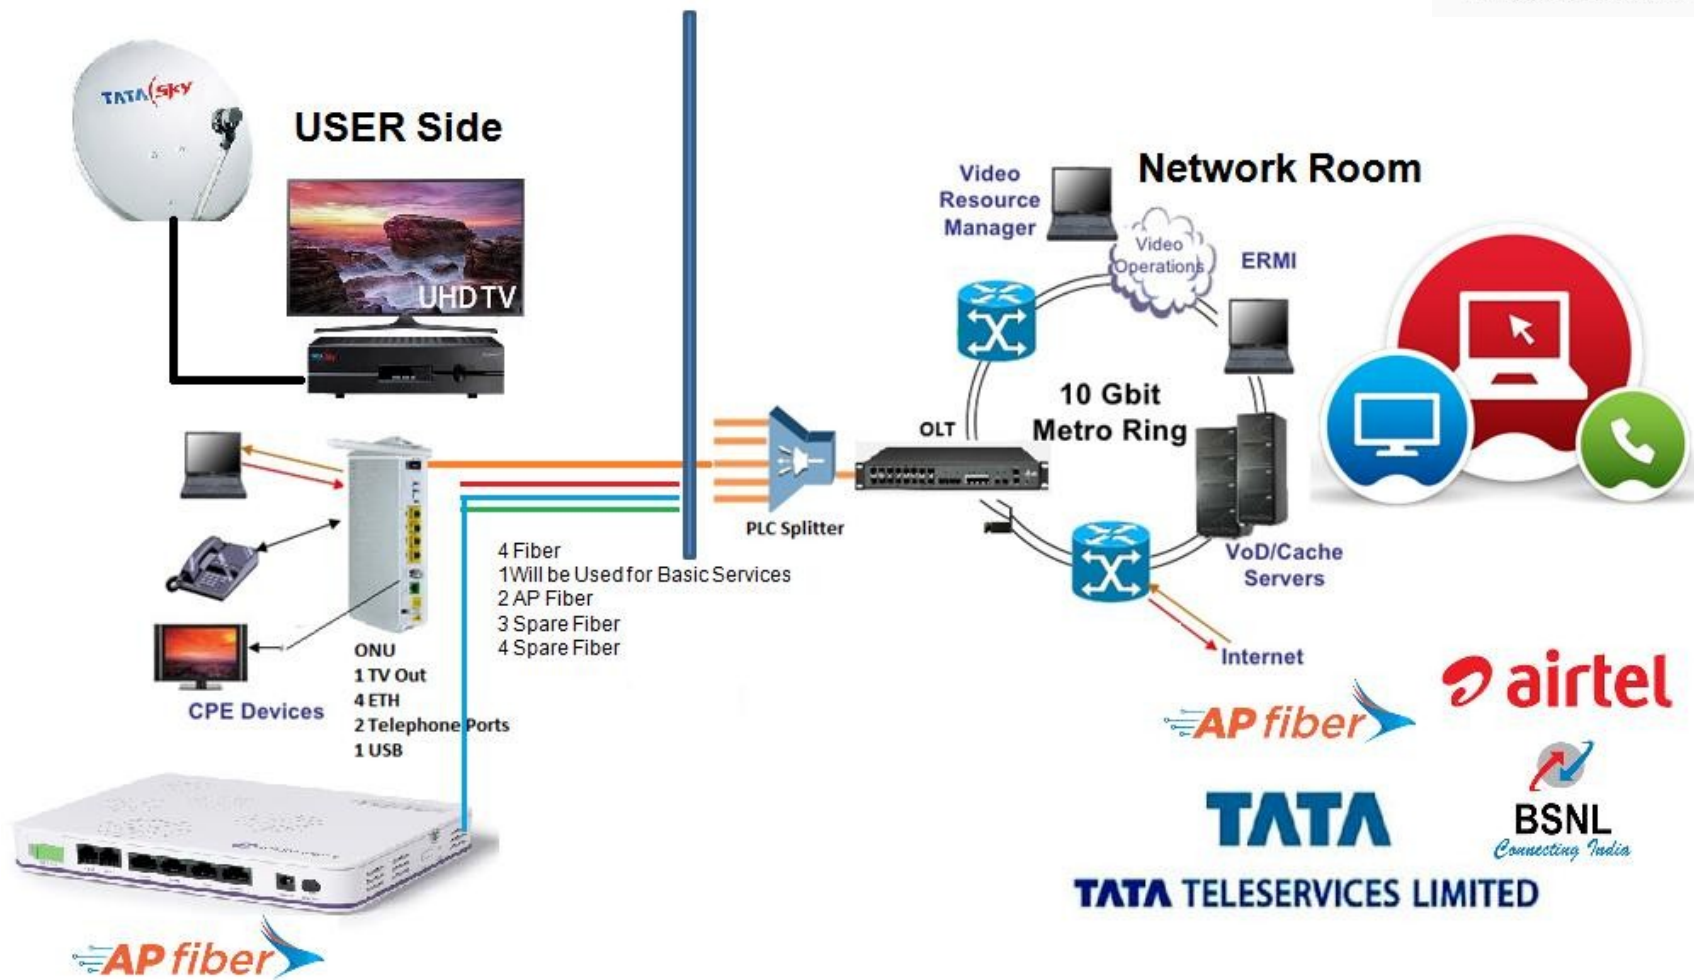 TATA sky
USER Side
UHD TV
TATA sky
4 Fiber
1Will be Used for Basic Services
2 AP Fiber
3 Spare Fiber
4 Spare Fiber
ONU
1 TV Out
4 ETH
2 Telephone Ports
1 USB
CPE Devices
AP fiber
Network Room
Video
Resource
Manager
Video
Operations
ERMI
10 Gbit
Metro Ring
OLT
PLC Splitter
VoD/Cache
Servers
Internet
AP fiber
airtel
TATA
BSNL
Connecting India
TATA TELESERVICES LIMITED